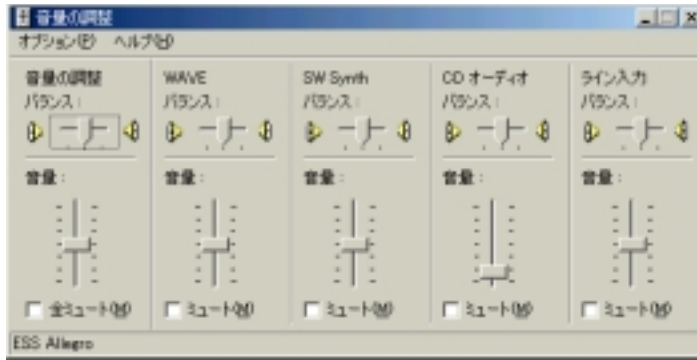 音量の調整
オプション(P) ヘルプ(H)
音量の調整
バランス:
音量:
全ミュート(M)
WAVE
バランス:
音量:
ミュート(M)
SW Synth
バランス:
音量:
ミュート(M)
CD オーディオ
バランス:
音量:
ミュート(M)
ライン入力
バランス:
音量:
ミュート(M)
ESS Allegro